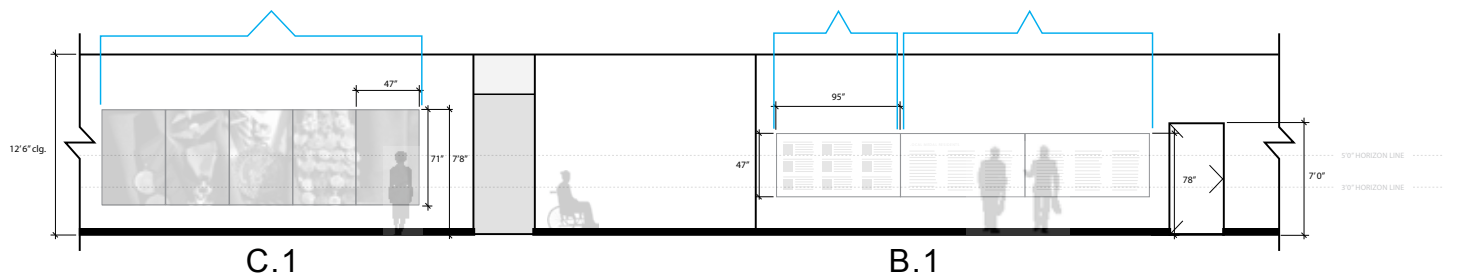 47"
95"
12'6" clg.
71"
7'8"
47"
78"
5'0" HORIZON LINE
7'0"
3'0" HORIZON LINE
C.1
B.1